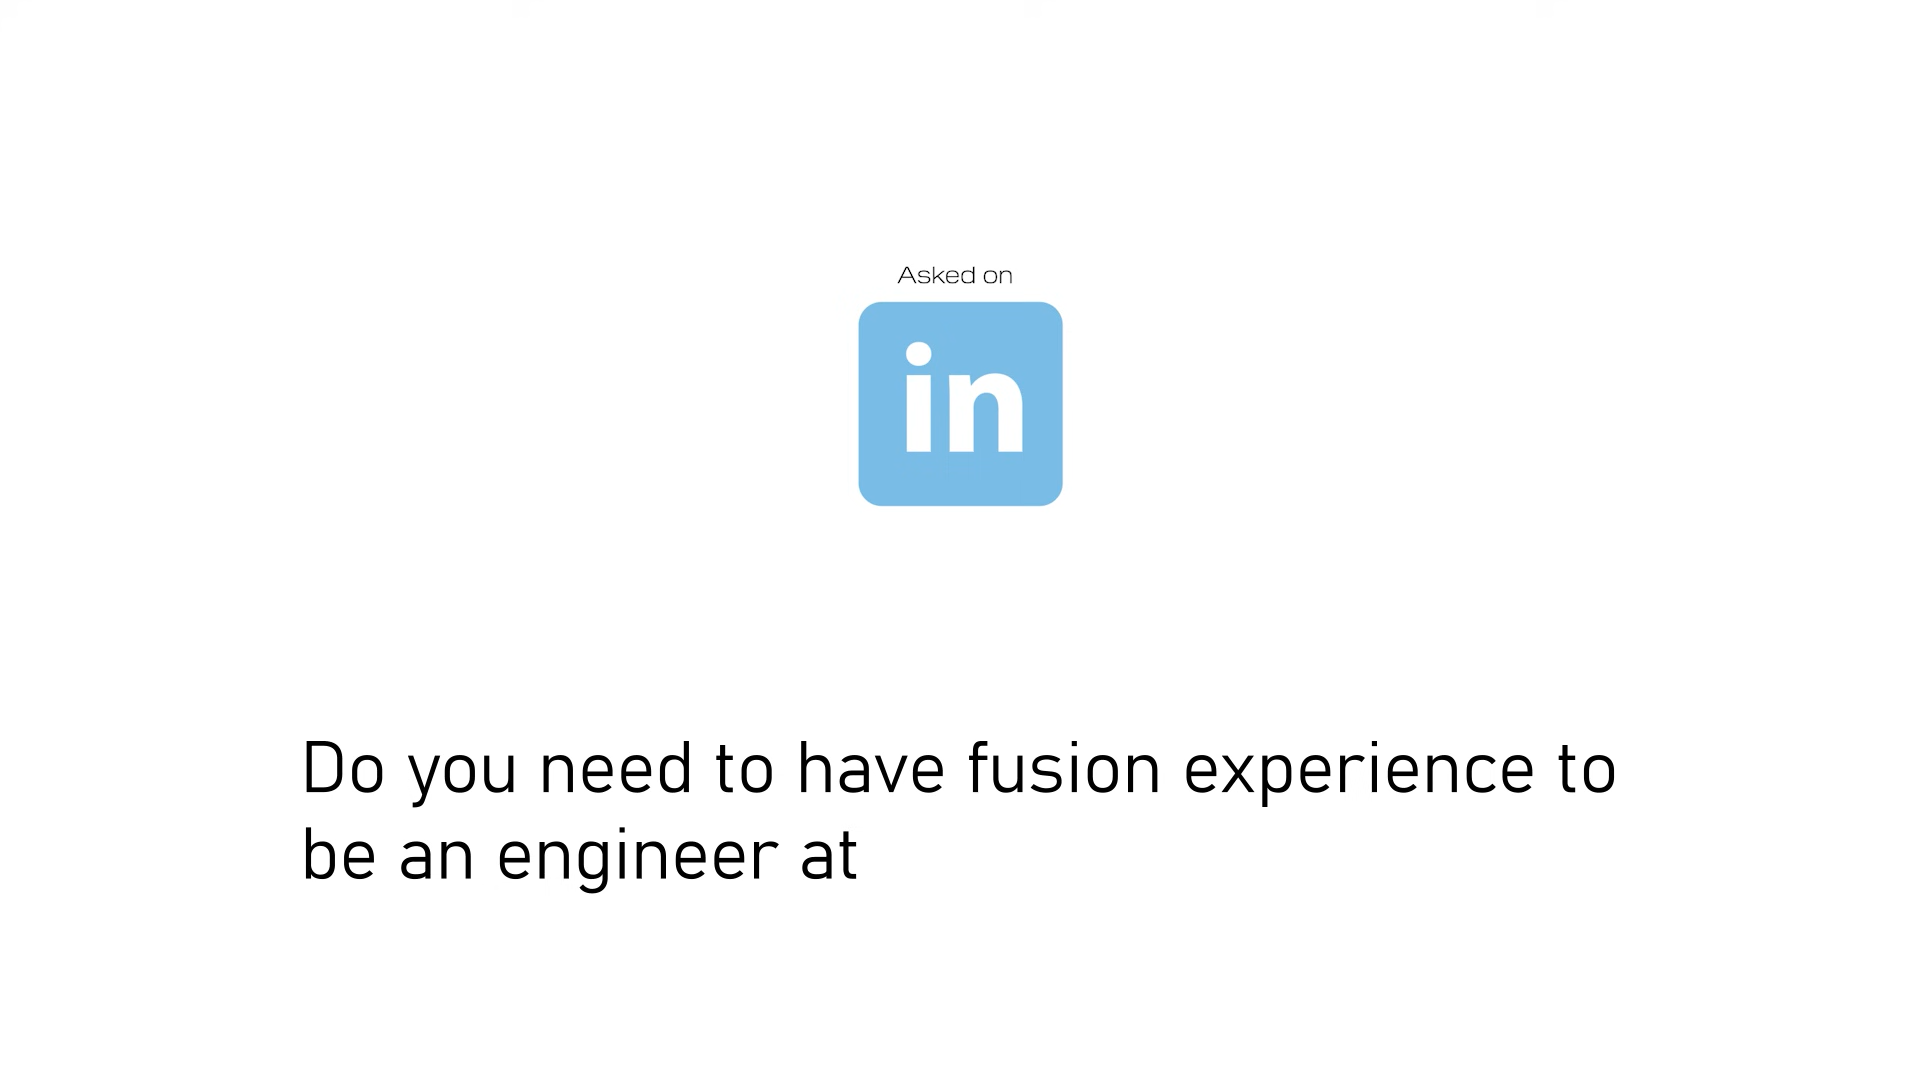 Asked on
in
Do you need to have fusion experience to
be an engineer at